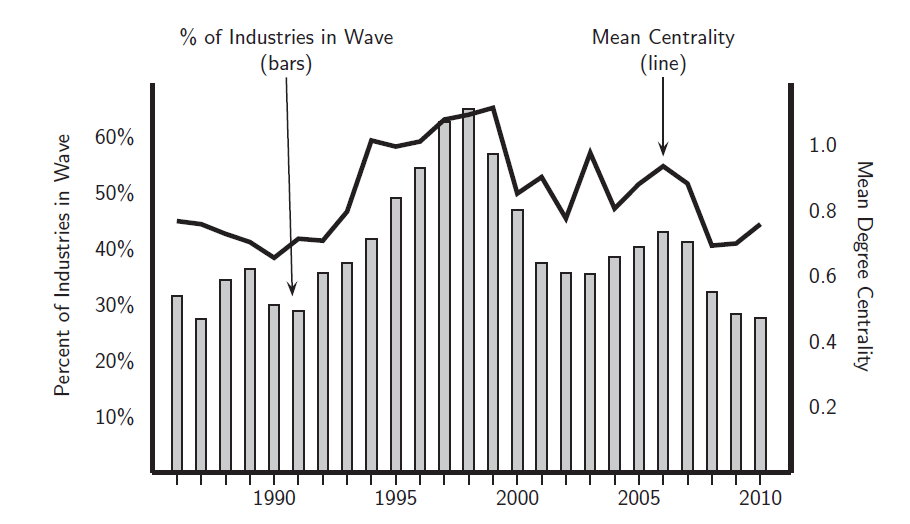 % of Industries in Wave
(bars)
Mean Centrality
(line)
Percent of Industries in Wave
60%
50%
40%
30%
20%
10%
1.0
0.8
0.6
0.4
0.2
Mean Degree Centrality
1990
1995
2000
2005
2010